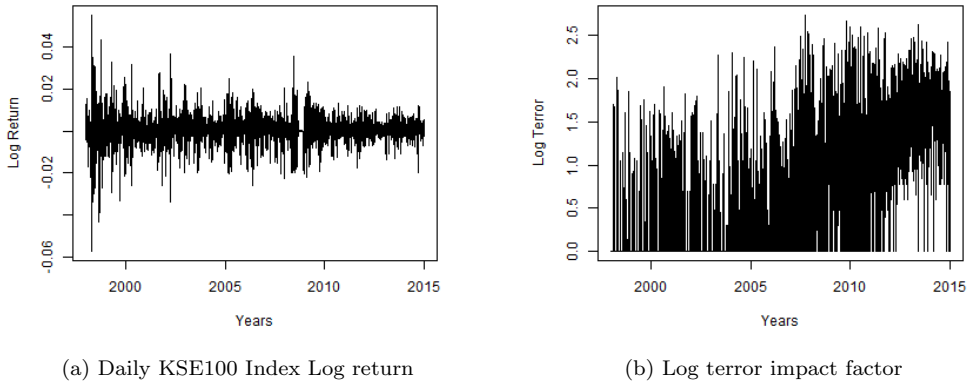 0.04
0.02
-0.02
-0.06
Log Return
2000 2005 2010 2015
Years
(a) Daily KSE100 Index Log return
2.5
2.0
1.5
1.0
0.5
0.0
Log Terror
2000 2005 2010 2015
Years
(b) Log terror impact factor